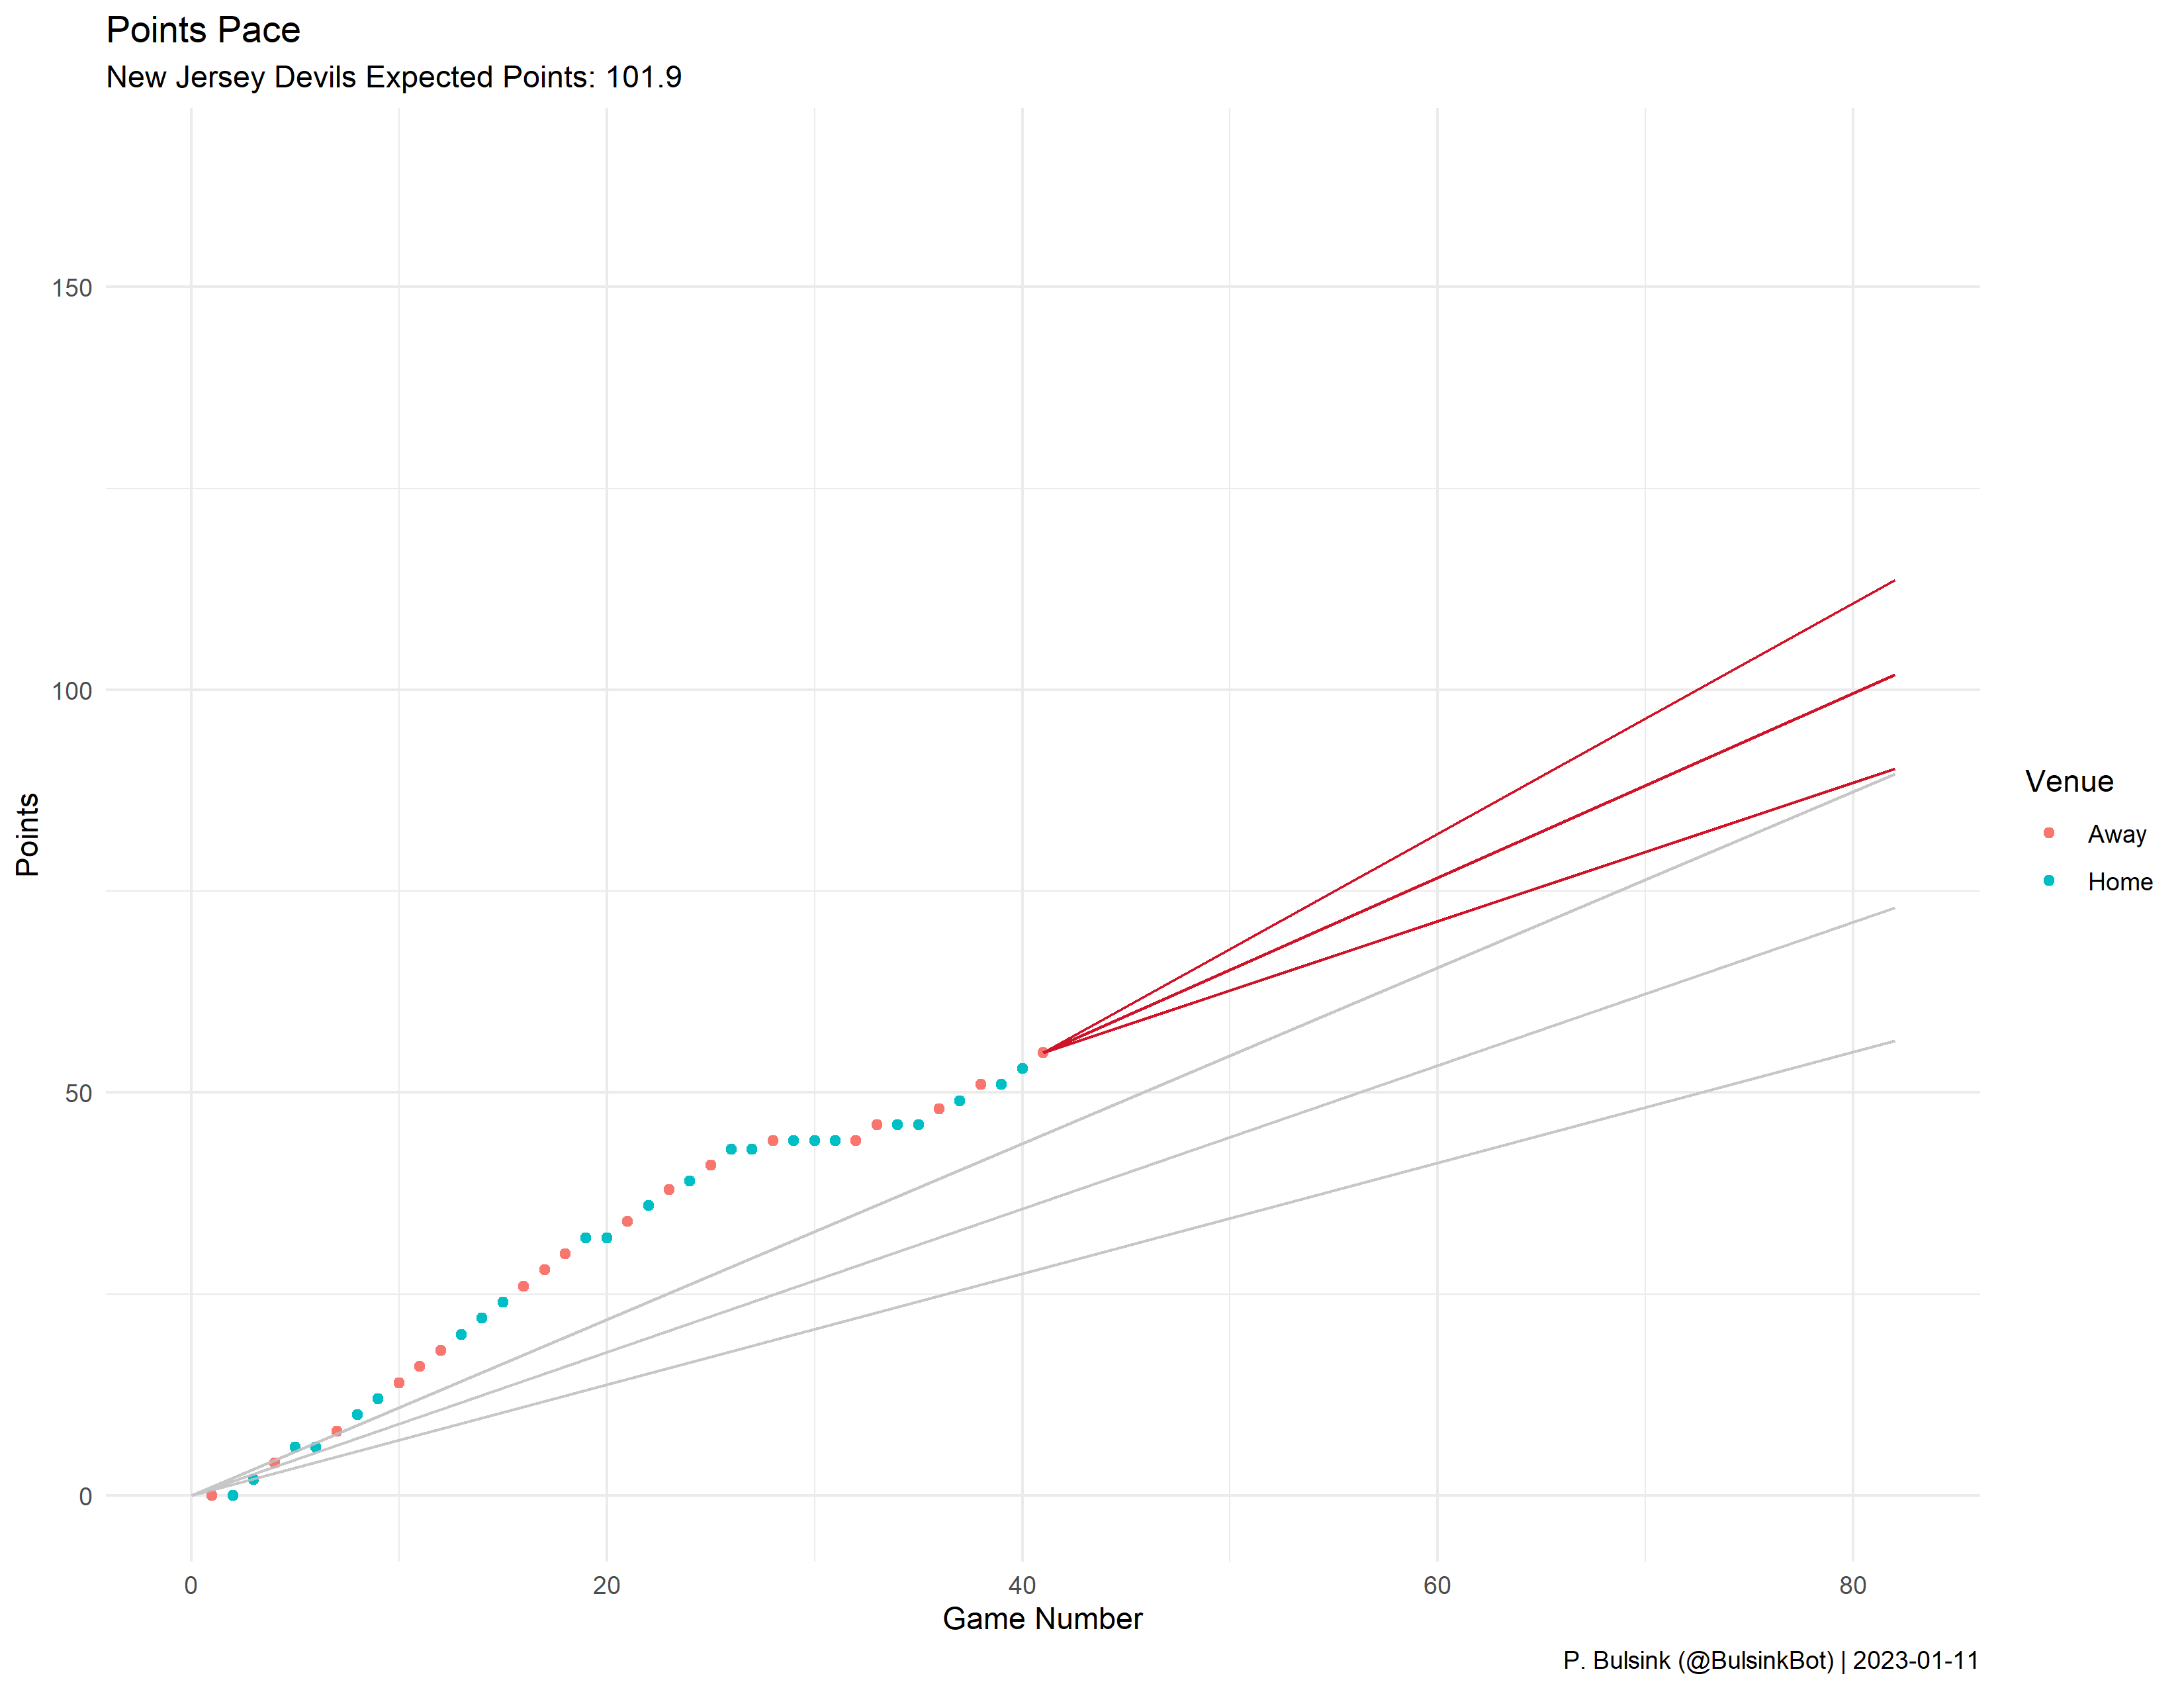 Points Pace
New Jersey Devils Expected Points: 101.9
150
100
50
0
Points
0 20 40 60 80
Game Number
Venue
Away
Home
P. Bulsink (@BulsinkBot) | 2023-01-11